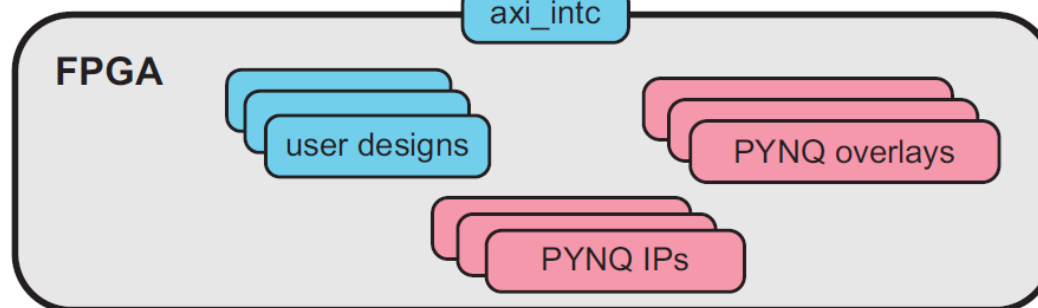 axi_intc
FPGA
user designs
PYNQ overlays
PYNQ IPs